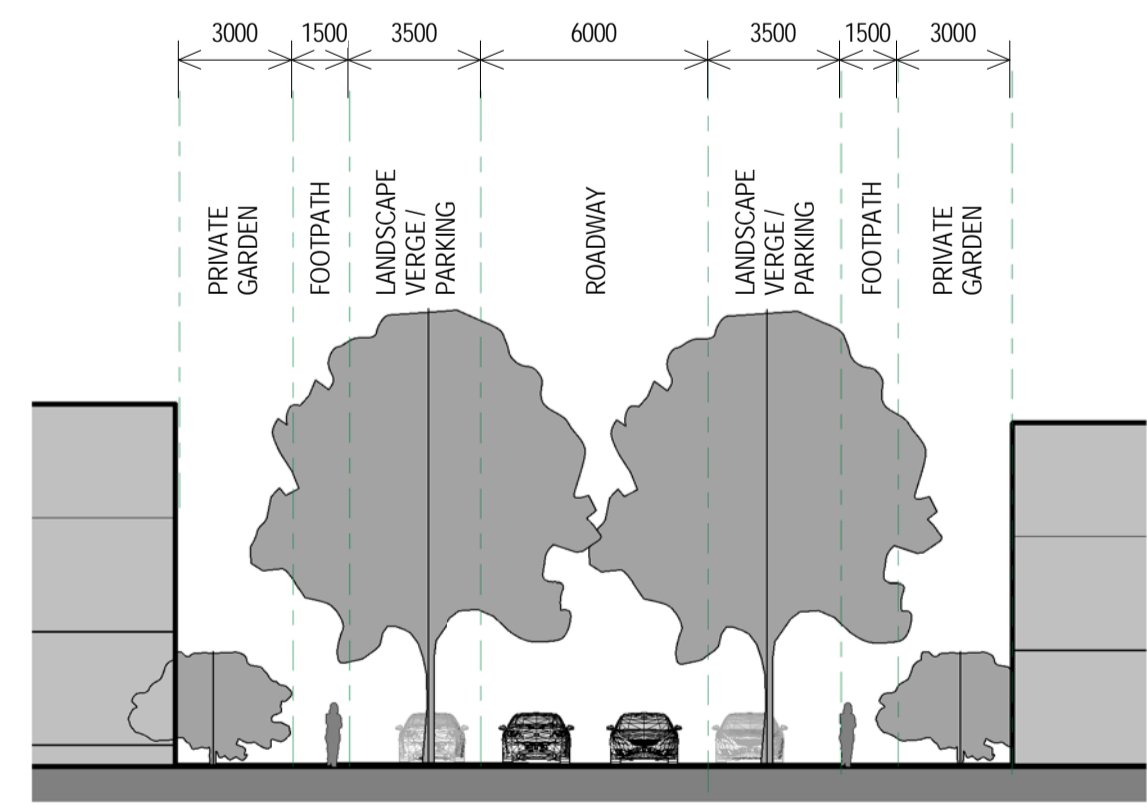 3000
1500
3500
6000
3500
1500
3000
PRIVATE
GARDEN
FOOTPATH
LANDSCAPE
VERGE /
PARKING
ROADWAY
LANDSCAPE
VERGE /
PARKING
FOOTPATH
PRIVATE
GARDEN